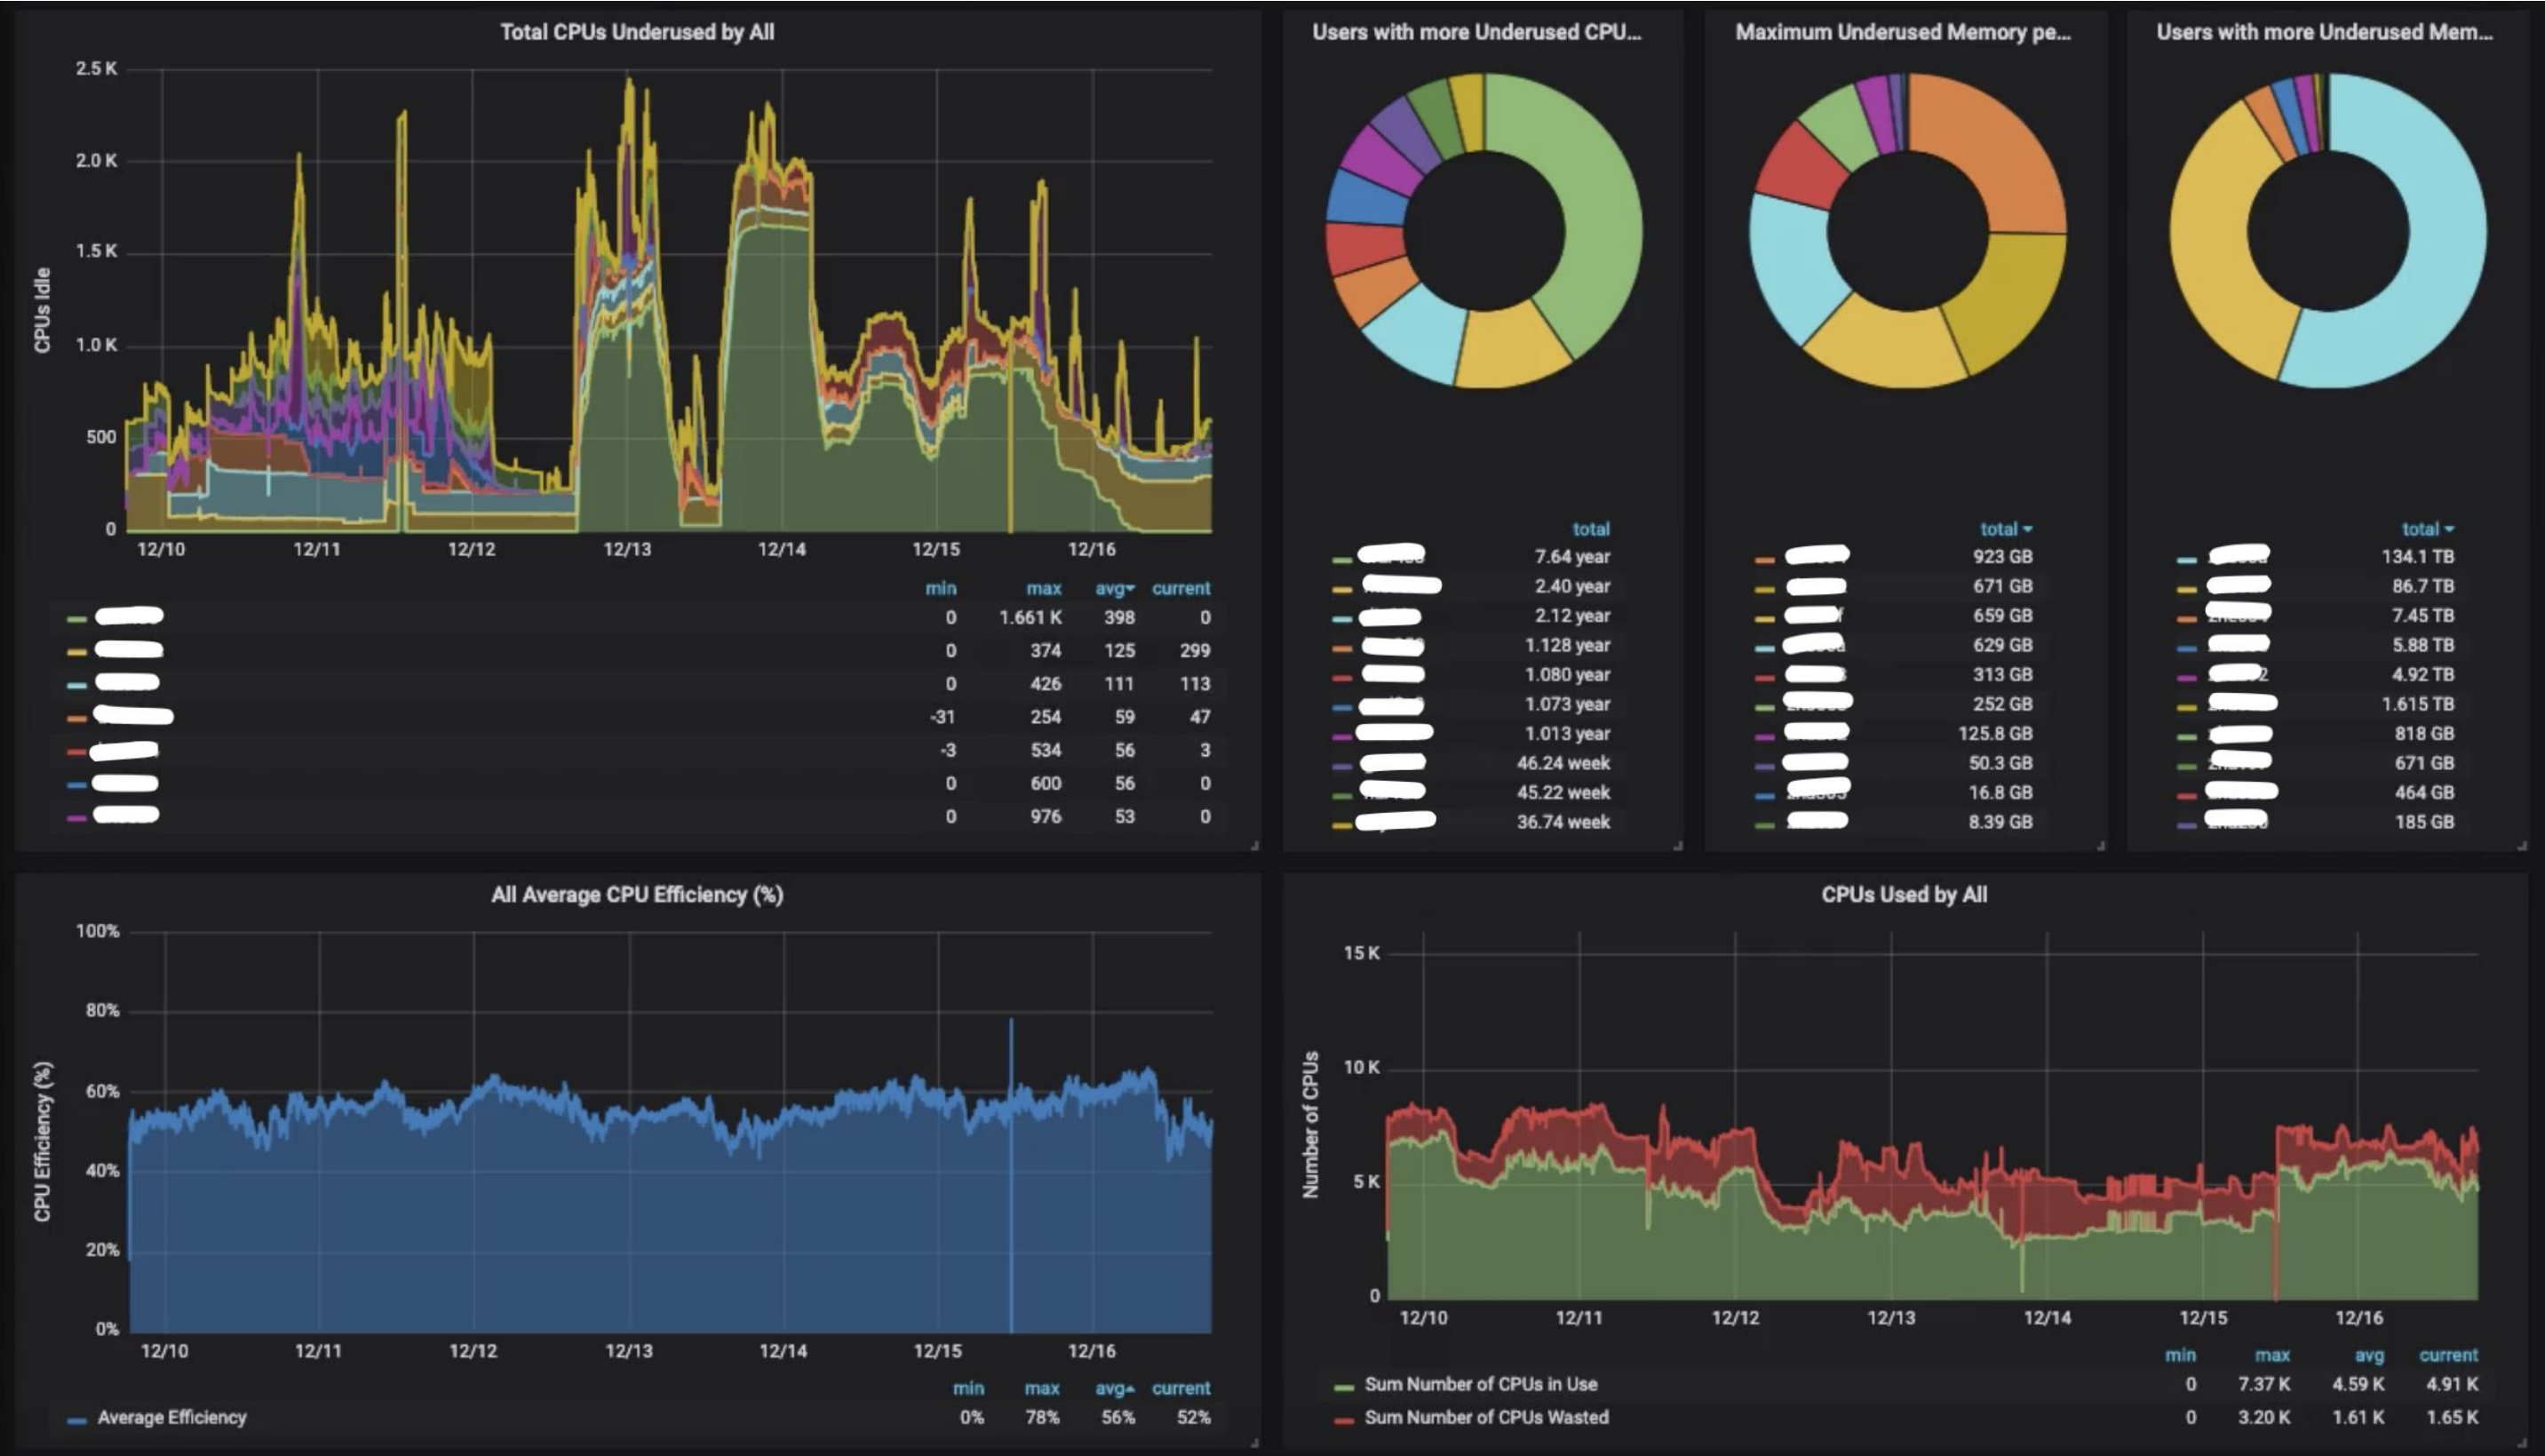 Total CPUs Underused by All
CPUs Idle
2.5 K
2.0 K
1.5 K
1.0 K
500
0
12/10 12/11 12/12 12/13 12/14 12/15 12/16
min max avg current
0 1.661 K 398 0
0 374 125 299
0 426 111 113
-31 254 59 47
-3 534 56 3
0 600 56 0
0 976 53 0
Users with more Underused CPU...
total
7.64 year
2.40 year
2.12 year
1.128 year
1.080 year
1.073 year
1.013 year
46.24 week
45.22 week
36.74 week
Maximum Underused Memory pe...
total
923 GB
671 GB
659 GB
629 GB
313 GB
252 GB
125.8 GB
50.3 GB
16.8 GB
8.39 GB
Users with more Underused Mem...
total
134.1 TB
86.7 TB
7.45 TB
5.88 TB
4.92 TB
1.615 TB
818 GB
671 GB
464 GB
185 GB
All Average CPU Efficiency (%)
CPU Efficiency (%)
100%
80%
60%
40%
20%
0%
12/10 12/11 12/12 12/13 12/14 12/15 12/16
min max avg current
Average Efficiency 0% 78% 56% 52%
CPUs Used by All
Number of CPUs
15 K
10 K
5 K
0
12/10 12/11 12/12 12/13 12/14 12/15 12/16
min max avg current
Sum Number of CPUs in Use 0 7.37 K 4.59 K 4.91 K
Sum Number of CPUs Wasted 0 3.20 K 1.61 K 1.65 K